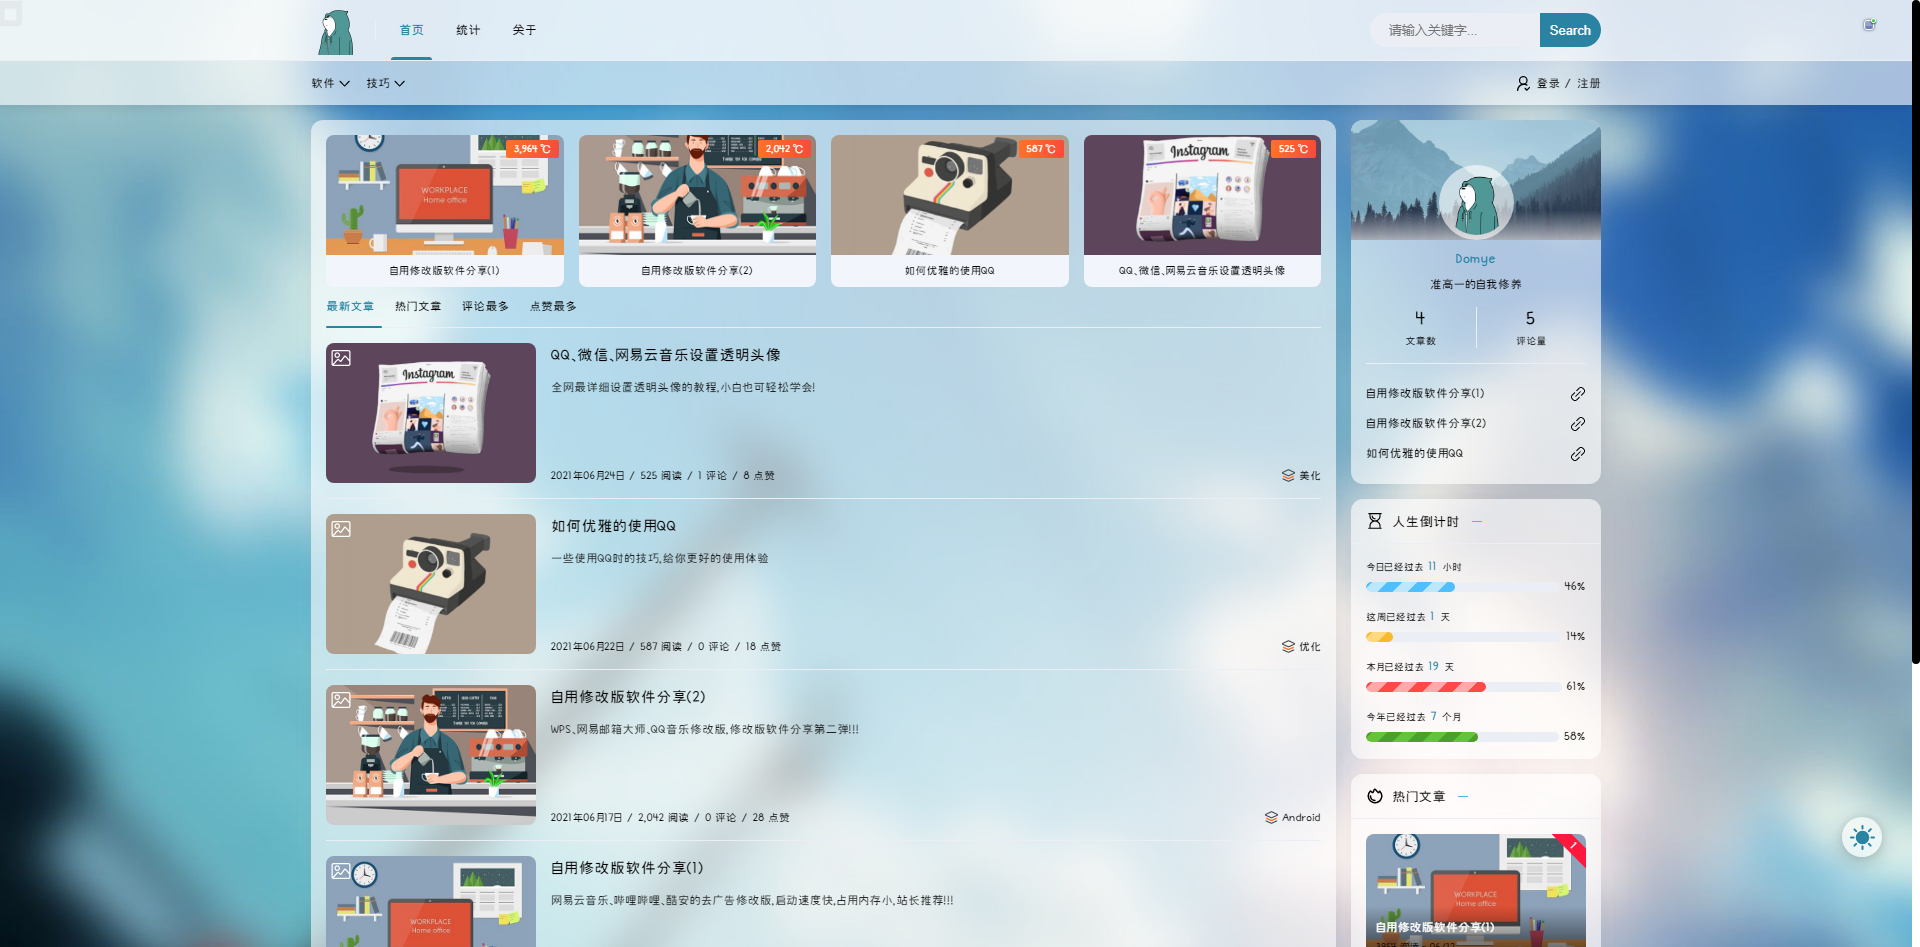 首页
统计
关于
请输入关键字...
Search
软件
技巧
登录 / 注册
3,964 ℃
WORKPLACE
Home office
自用修改版软件分享(1)
2,042 ℃
自用修改版软件分享(2)
587 ℃
如何优雅的使用QQ
525 ℃
Instagram
QQ、微信、网易云音乐设置透明头像
最新文章
热门文章
评论最多
点赞最多
Instagram
QQ、微信、网易云音乐设置透明头像
全网最详细设置透明头像的教程,小白也可轻松学会!
2021年06月24日 / 525 阅读 / 1 评论 / 8 点赞
美化
如何优雅的使用QQ
一些使用QQ时的技巧,给你更好的使用体验
2021年06月22日 / 587 阅读 / 0 评论 / 18 点赞
优化
自用修改版软件分享(2)
WPS、网易邮箱大师、QQ音乐修改版,修改版软件分享第二弹!!!
2021年06月17日 / 2,042 阅读 / 0 评论 / 28 点赞
Android
WORKPLACE
Home office
自用修改版软件分享(1)
网易云音乐、哔哩哔哩、酷安的去广告修改版,启动速度快,占用内存小,站长推荐!!!
Domye
准高一的自我修养
4
文章数
5
评论量
自用修改版软件分享(1)
自用修改版软件分享(2)
如何优雅的使用QQ
人生倒计时
今日已经过去 11 小时
46%
这周已经过去 1 天
14%
本月已经过去 19 天
61%
今年已经过去 7 个月
58%
热门文章
1
WORKPLACE
Home office
自用修改版软件分享(1)